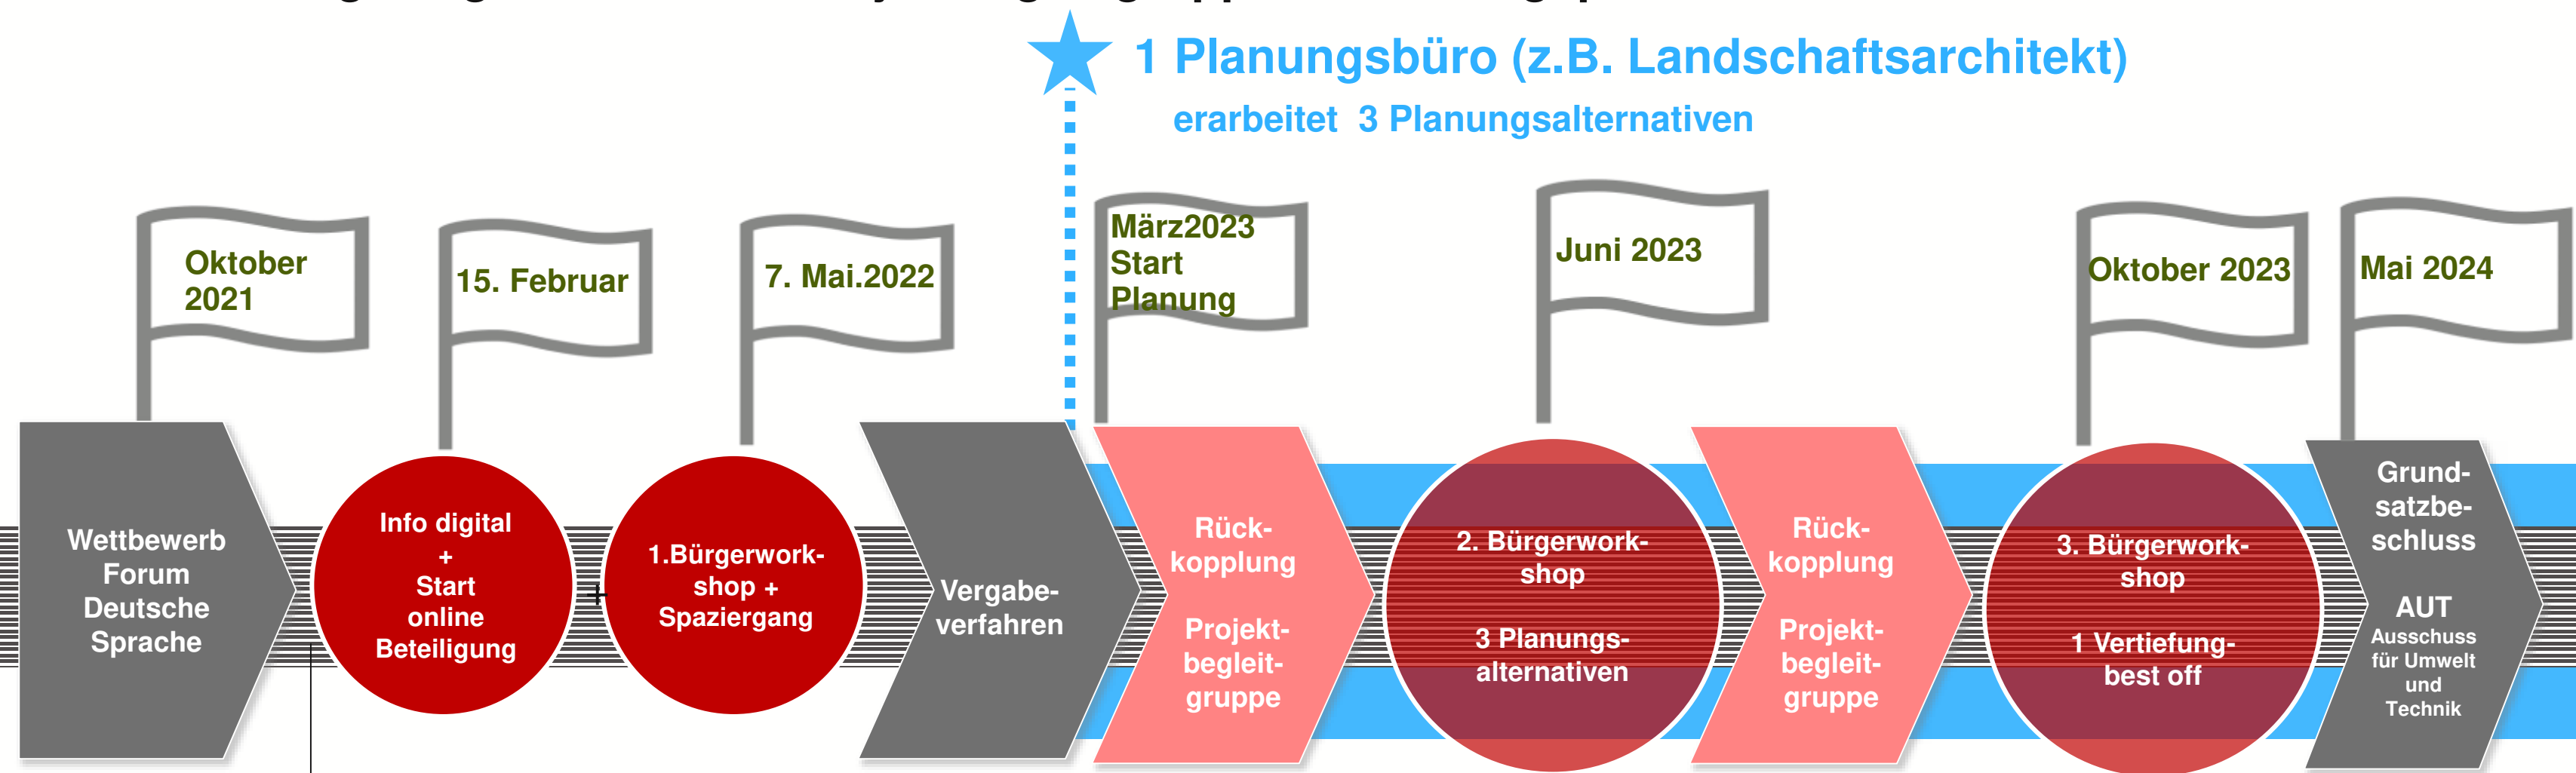 1 Planungsbüro (z.B. Landschaftsarchitekt)
erarbeitet 3 Planungsalternativen
Oktober
2021
15. Februar
7. Mai.2022
März2023
Start
Planung
Juni 2023
Oktober 2023
Mai 2024
Wettbewerb
Forum
Deutsche
Sprache
Info digital
+
Start
online
Beteiligung
+
1.Bürgerwork-
shop +
Spaziergang
Vergabe-
verfahren
Rück-
kopplung
Projekt-
begleit-
gruppe
2. Bürgerwork-
shop
3 Planungs-
alternativen
Rück-
kopplung
Projekt-
begleit-
gruppe
3. Bürgerwork-
shop
1 Vertiefung-
best off
Grund-
satzbe-
schluss
AUT
Ausschuss
für Umwelt
und
Technik